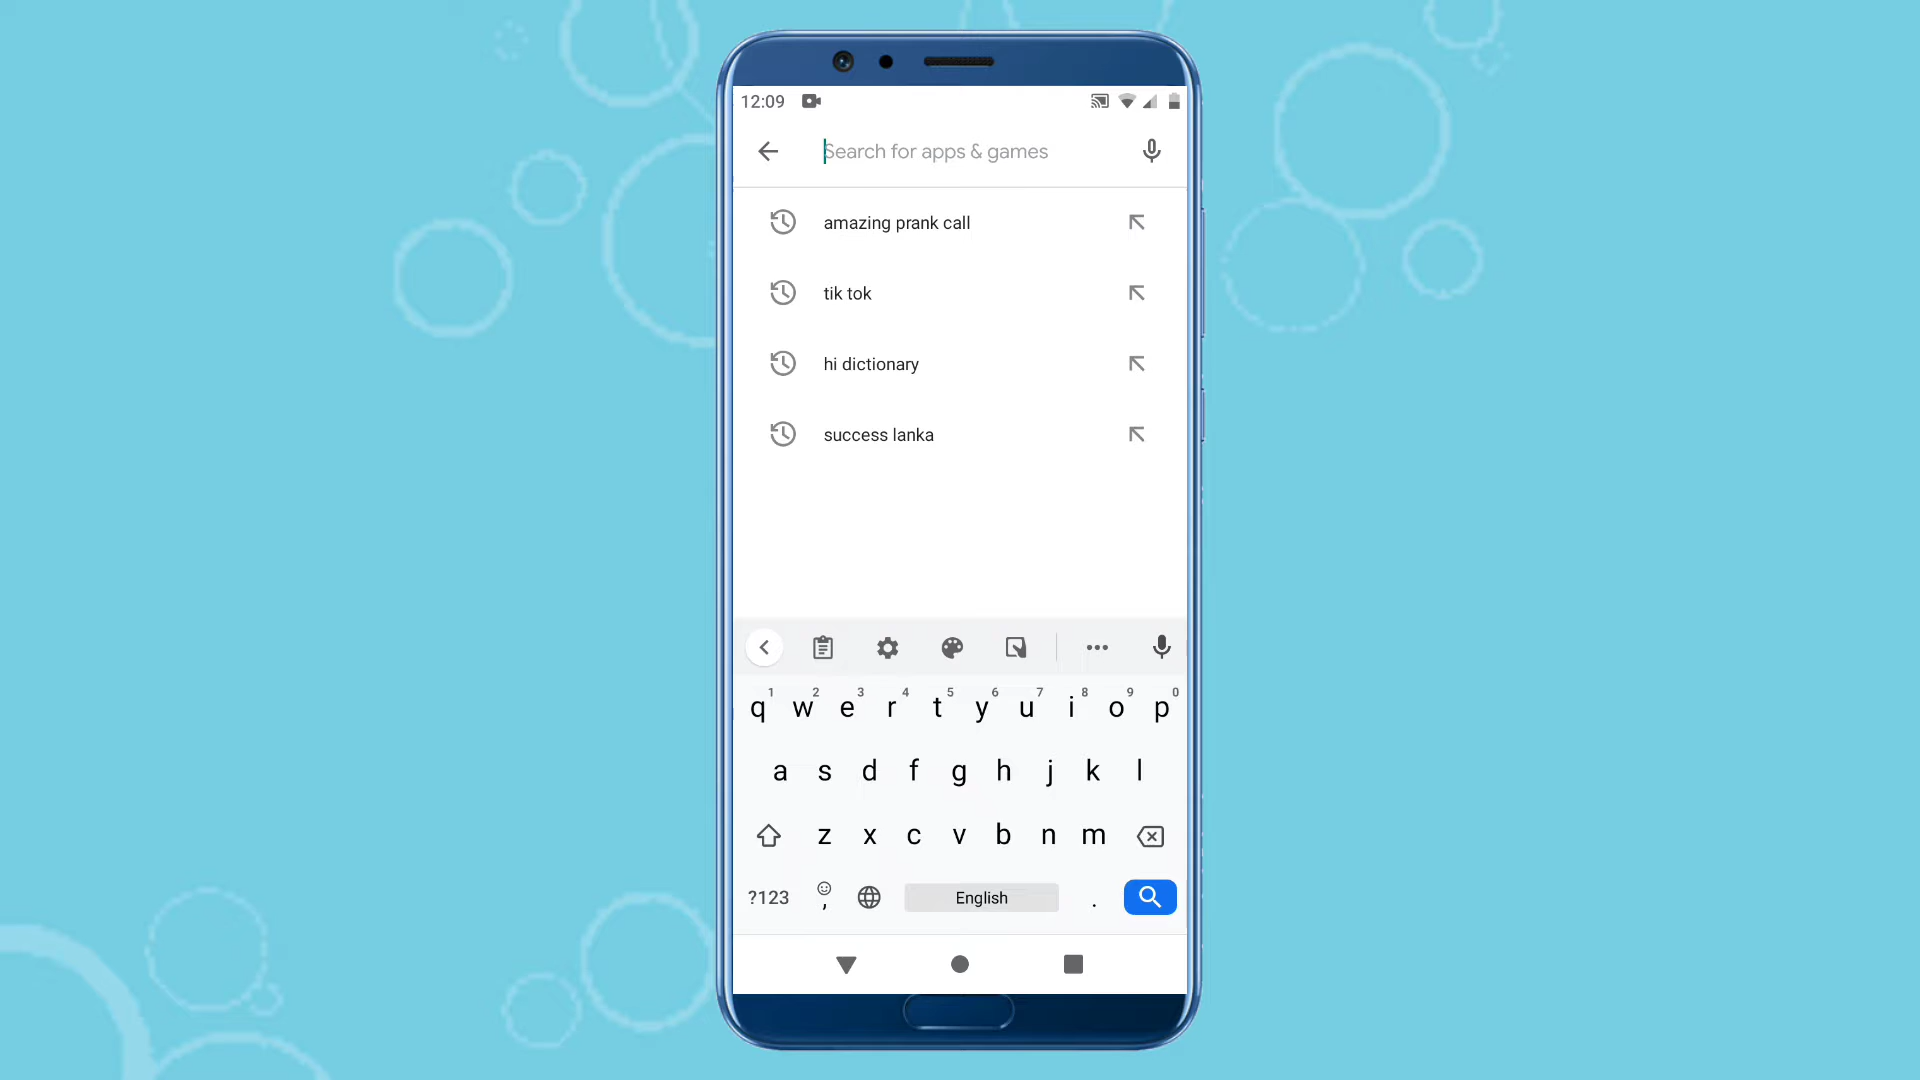 12:09
Search for apps & games
amazing prank call
tik tok
hi dictionary
success lanka
1 2 3 4 5 6 7 8 9 0
q w e r t y u i o p
a s d f g h j k l
z x c v b n m
?123 , English .